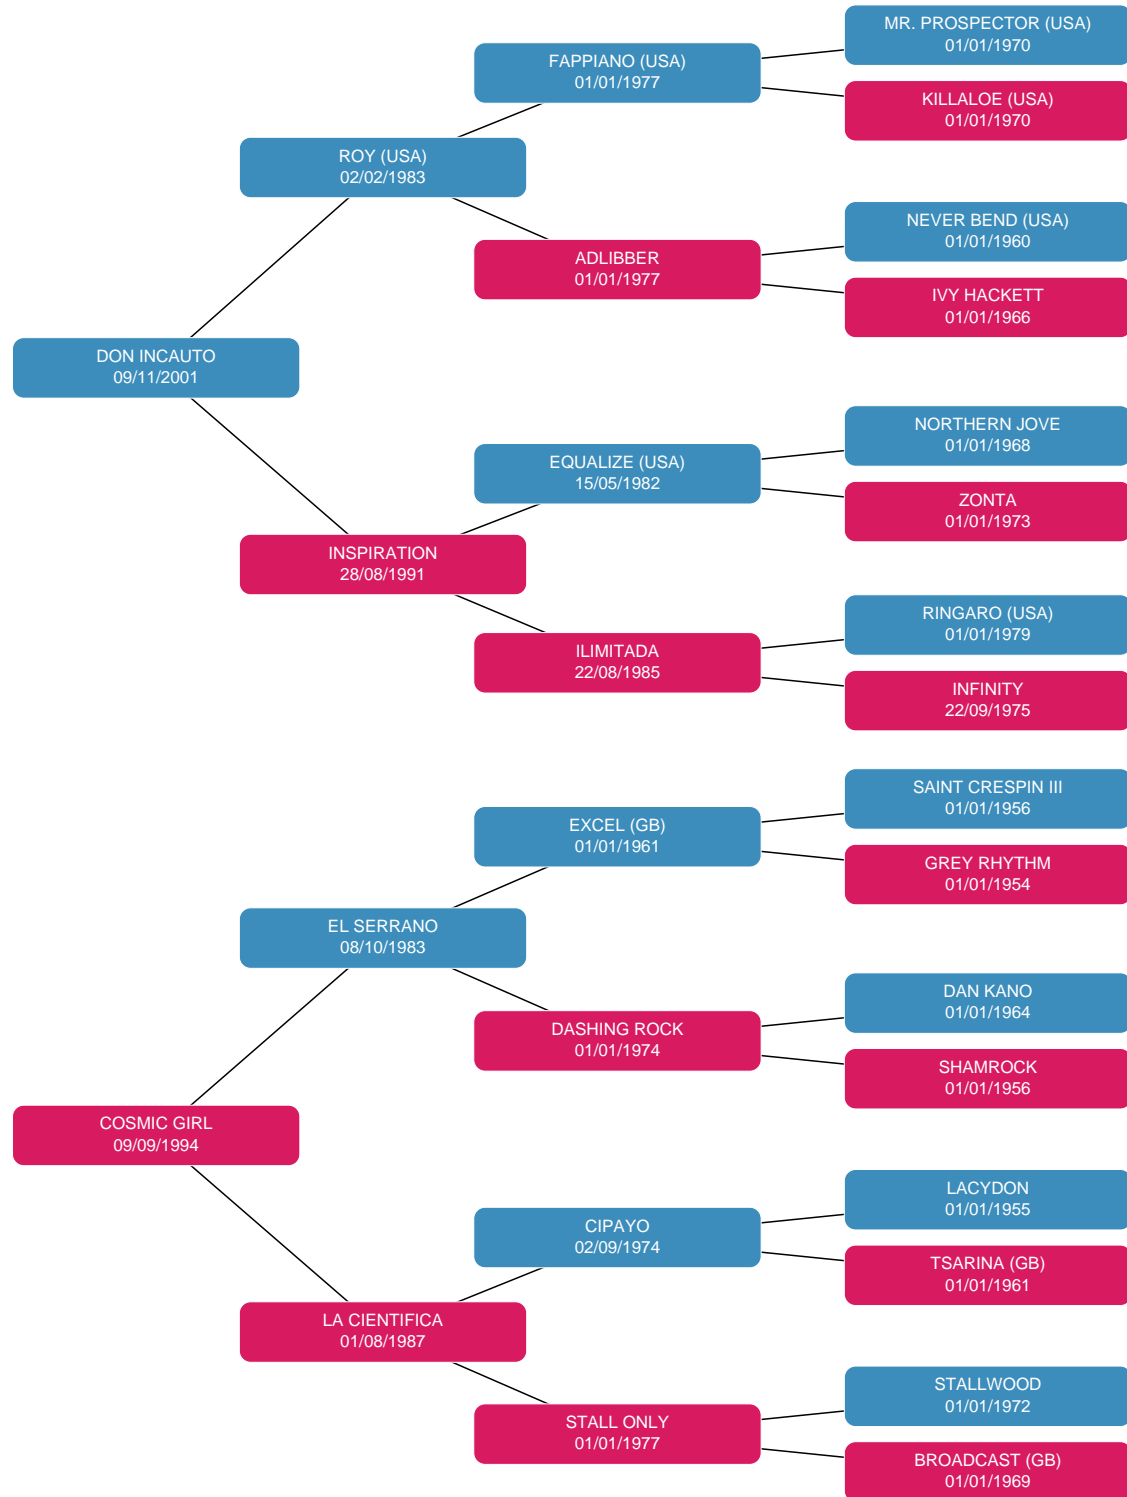 MR. PROSPECTOR (USA)
01/01/1970
FAPPIANO (USA)
01/01/1977
KILLALOE (USA)
01/01/1970
ROY (USA)
02/02/1983
NEVER BEND (USA)
01/01/1960
ADLIBBER
01/01/1977
IVY HACKETT
01/01/1966
DON INCAUTO
09/11/2001
NORTHERN JOVE
01/01/1968
EQUALIZE (USA)
15/05/1982
ZONTA
01/01/1973
INSPIRATION
28/08/1991
RINGARO (USA)
01/01/1979
ILIMITADA
22/08/1985
INFINITY
22/09/1975
SAINT CRESPIN III
01/01/1956
EXCEL (GB)
01/01/1961
GREY RHYTHM
01/01/1954
EL SERRANO
08/10/1983
DAN KANO
01/01/1964
DASHING ROCK
01/01/1974
SHAMROCK
01/01/1956
COSMIC GIRL
09/09/1994
LACYDON
01/01/1955
CIPAYO
02/09/1974
TSARINA (GB)
01/01/1961
LA CIENTIFICA
01/08/1987
STALLWOOD
01/01/1972
STALL ONLY
01/01/1977
BROADCAST (GB)
01/01/1969